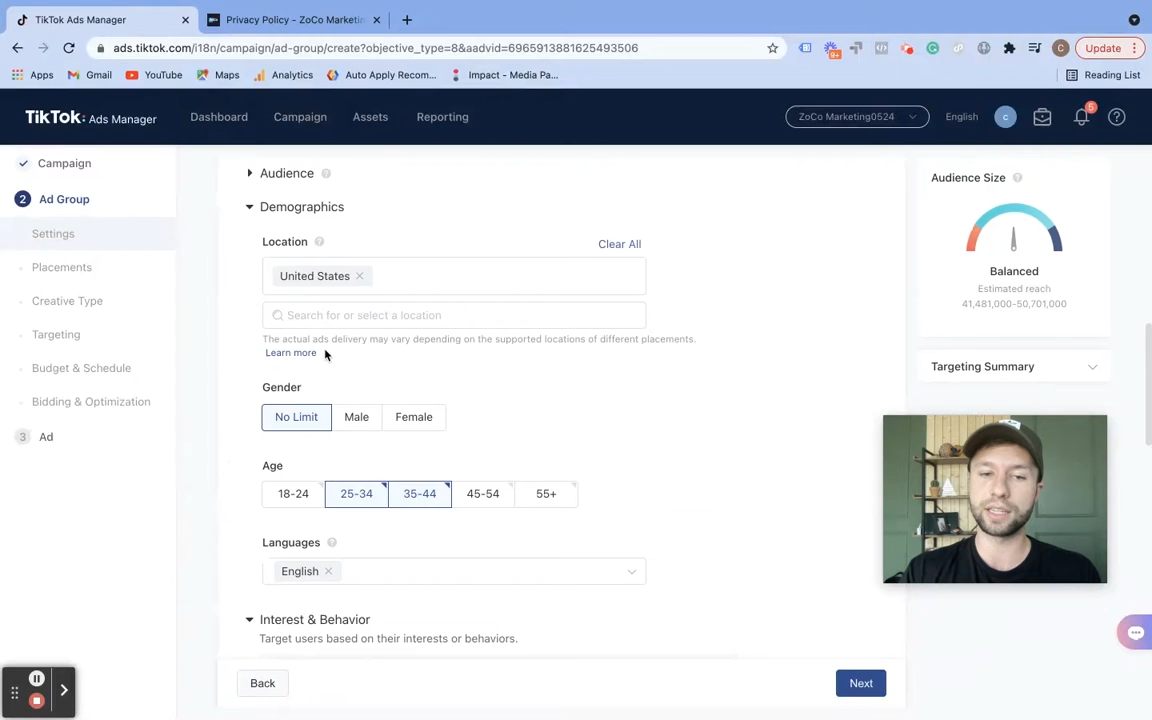 TikTok Ads Manager
Privacy Policy - ZoCo Marketin
ads.tiktok.com/i18n/campaign/ad-group/create?objective_type=8&aadvid=6965913881625493506
9+
C
Update
Apps
Gmail
YouTube
Maps
Analytics
Auto Apply Recom...
Impact - Media Pa...
Reading List
TikTok: Ads Manager
Dashboard
Campaign
Assets
Reporting
ZoCo Marketing0524
English
c
5
Campaign
2 Ad Group
Settings
Placements
Creative Type
Targeting
Budget & Schedule
Bidding & Optimization
3 Ad
Audience
Demographics
Location
Clear All
United States
Search for or select a location
The actual ads delivery may vary depending on the supported locations of different placements.
Learn more
Gender
No Limit
Male
Female
Age
18-24
25-34
35-44
45-54
55+
Languages
English
Interest & Behavior
Target users based on their interests or behaviors.
Back
Next
Audience Size
Balanced
Estimated reach
41,481,000-50,701,000
Targeting Summary